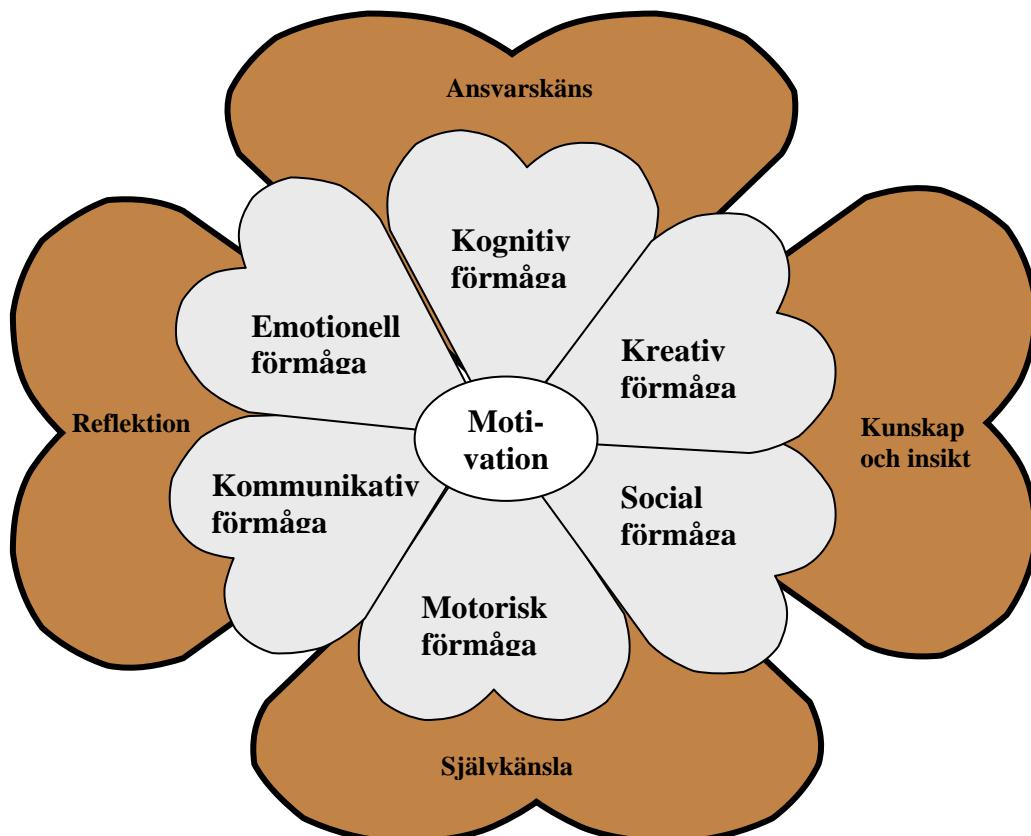 Ansvarskäns
Kognitiv
förmåga
Emotionell
förmåga
Kreativ
förmåga
Reflektion
Moti-
vation
Kunskap
och insikt
Kommunikativ
förmåga
Social
förmåga
Motorisk
förmåga
Självkänsla